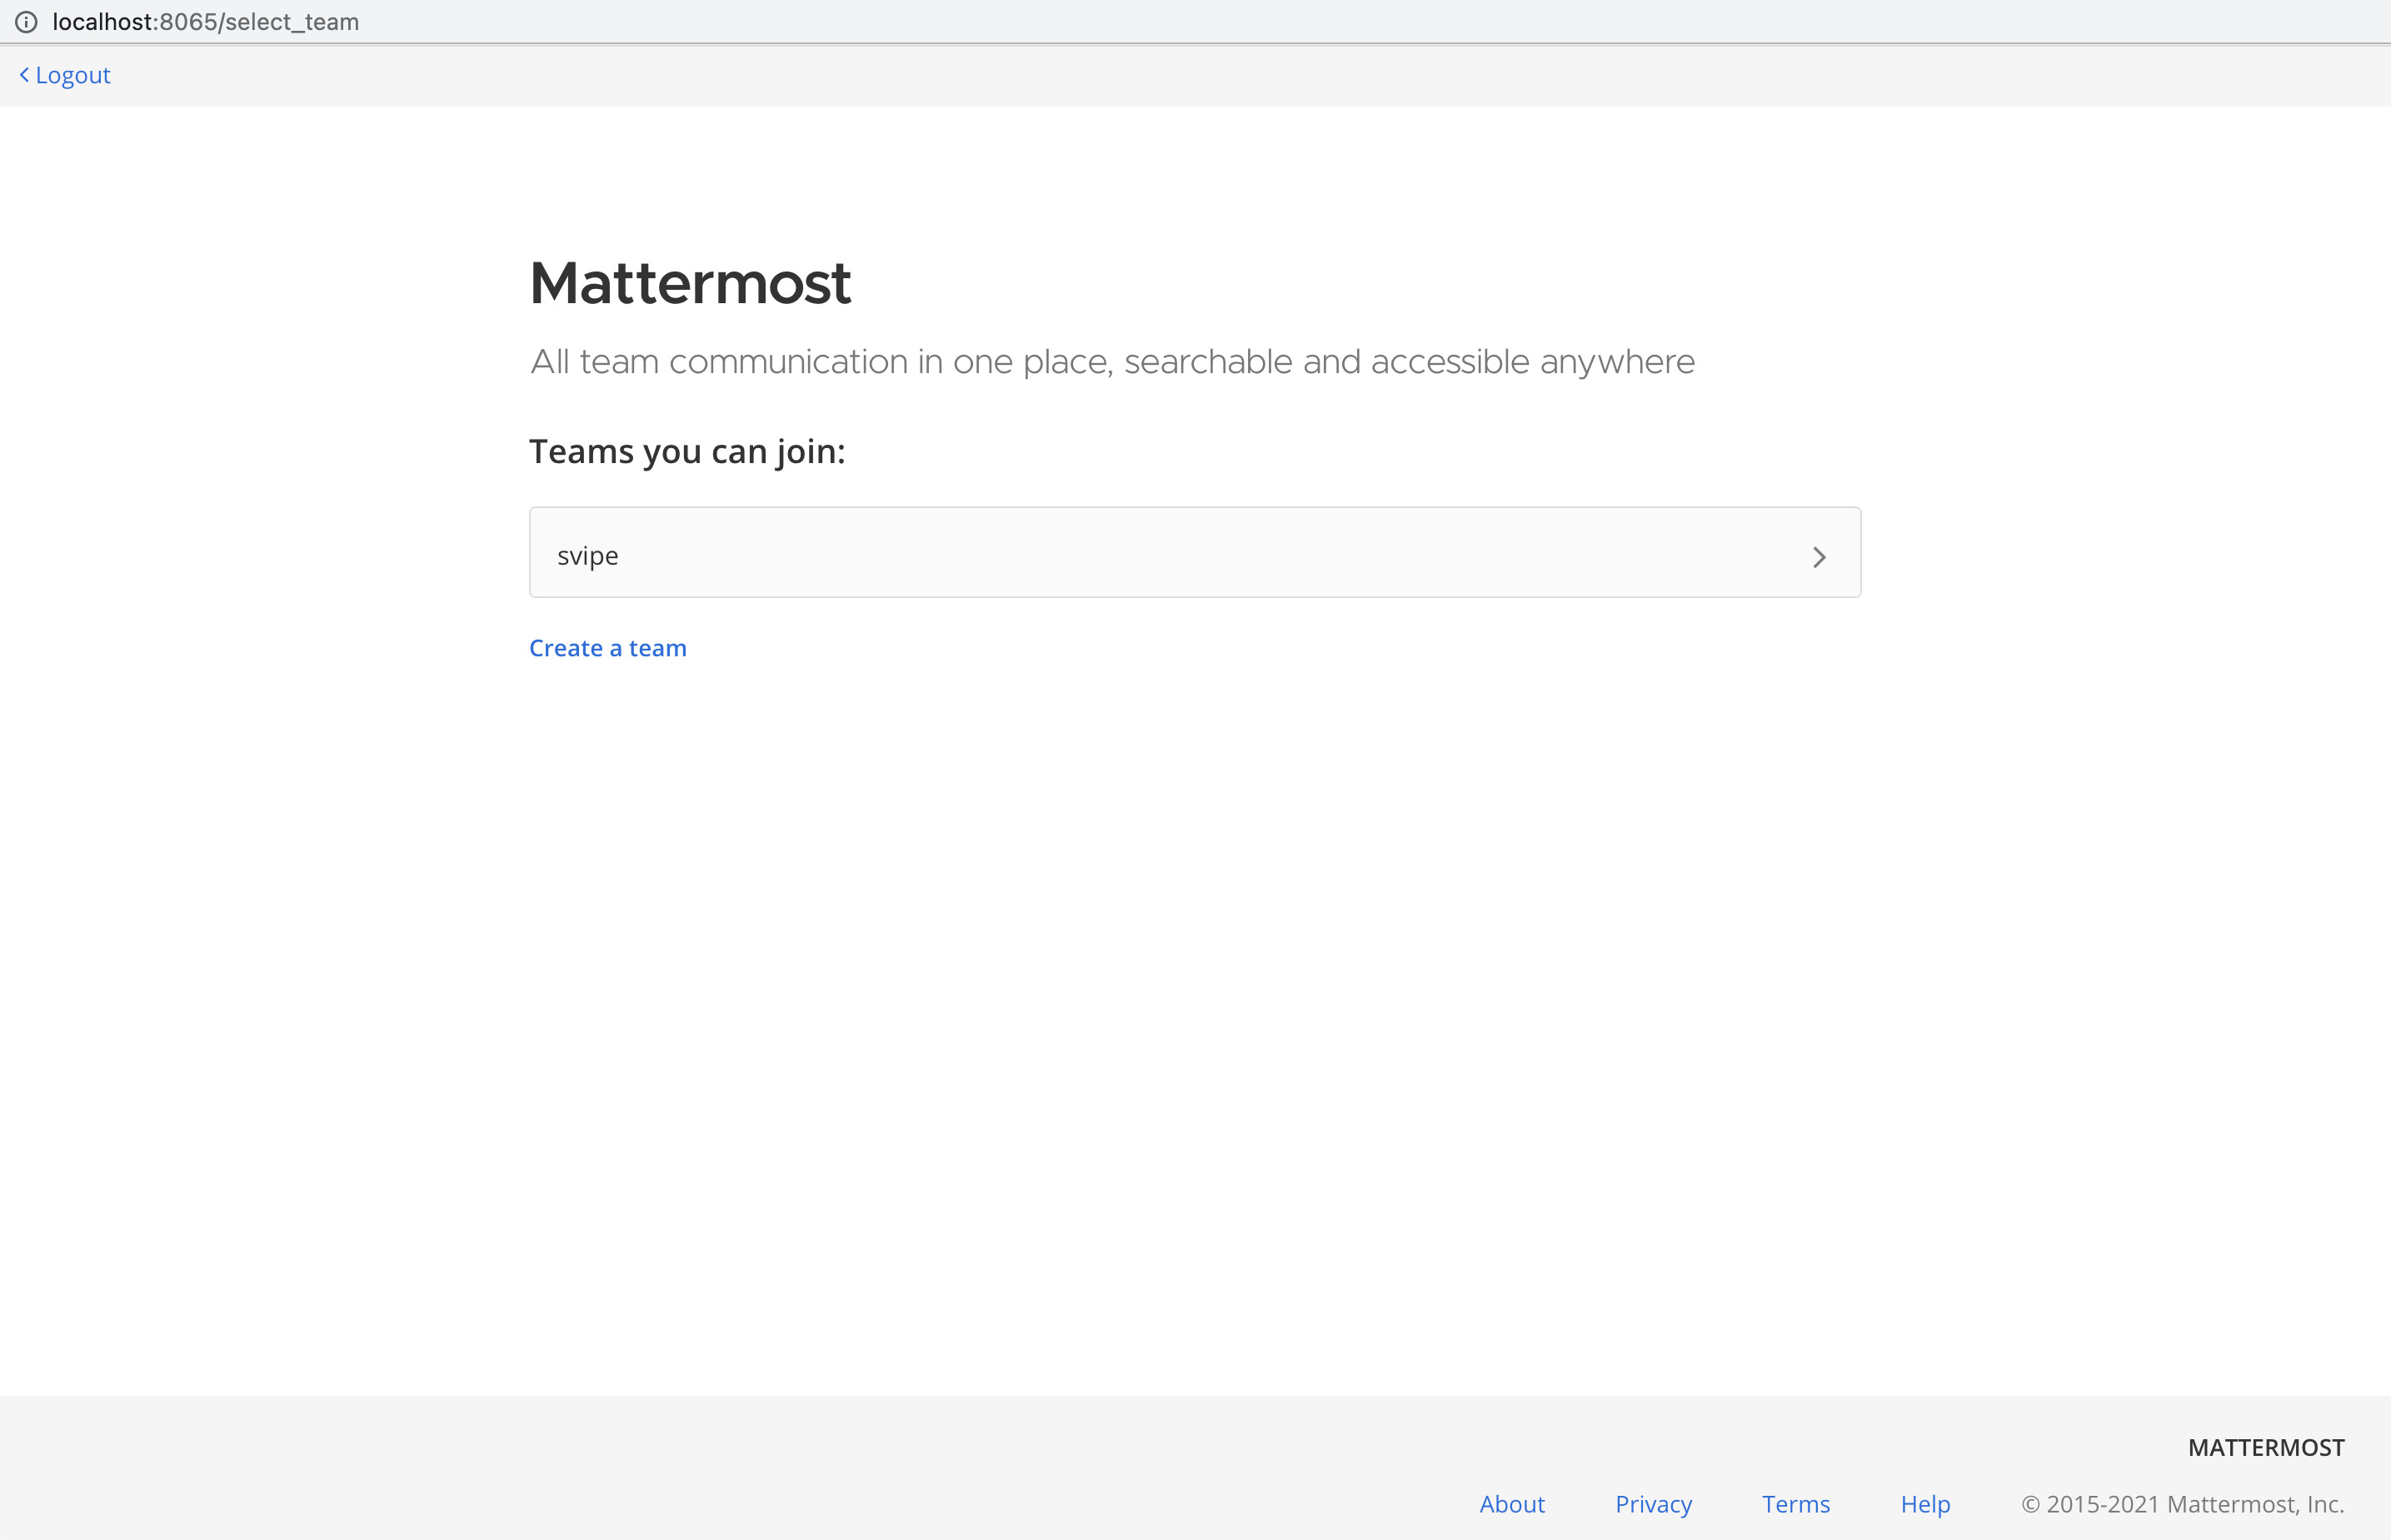 localhost:8065/select_team
Logout
Mattermost
All team communication in one place, searchable and accessible anywhere
Teams you can join:
svipe
Create a team
MATTERMOST
About Privacy Terms Help © 2015-2021 Mattermost, Inc.